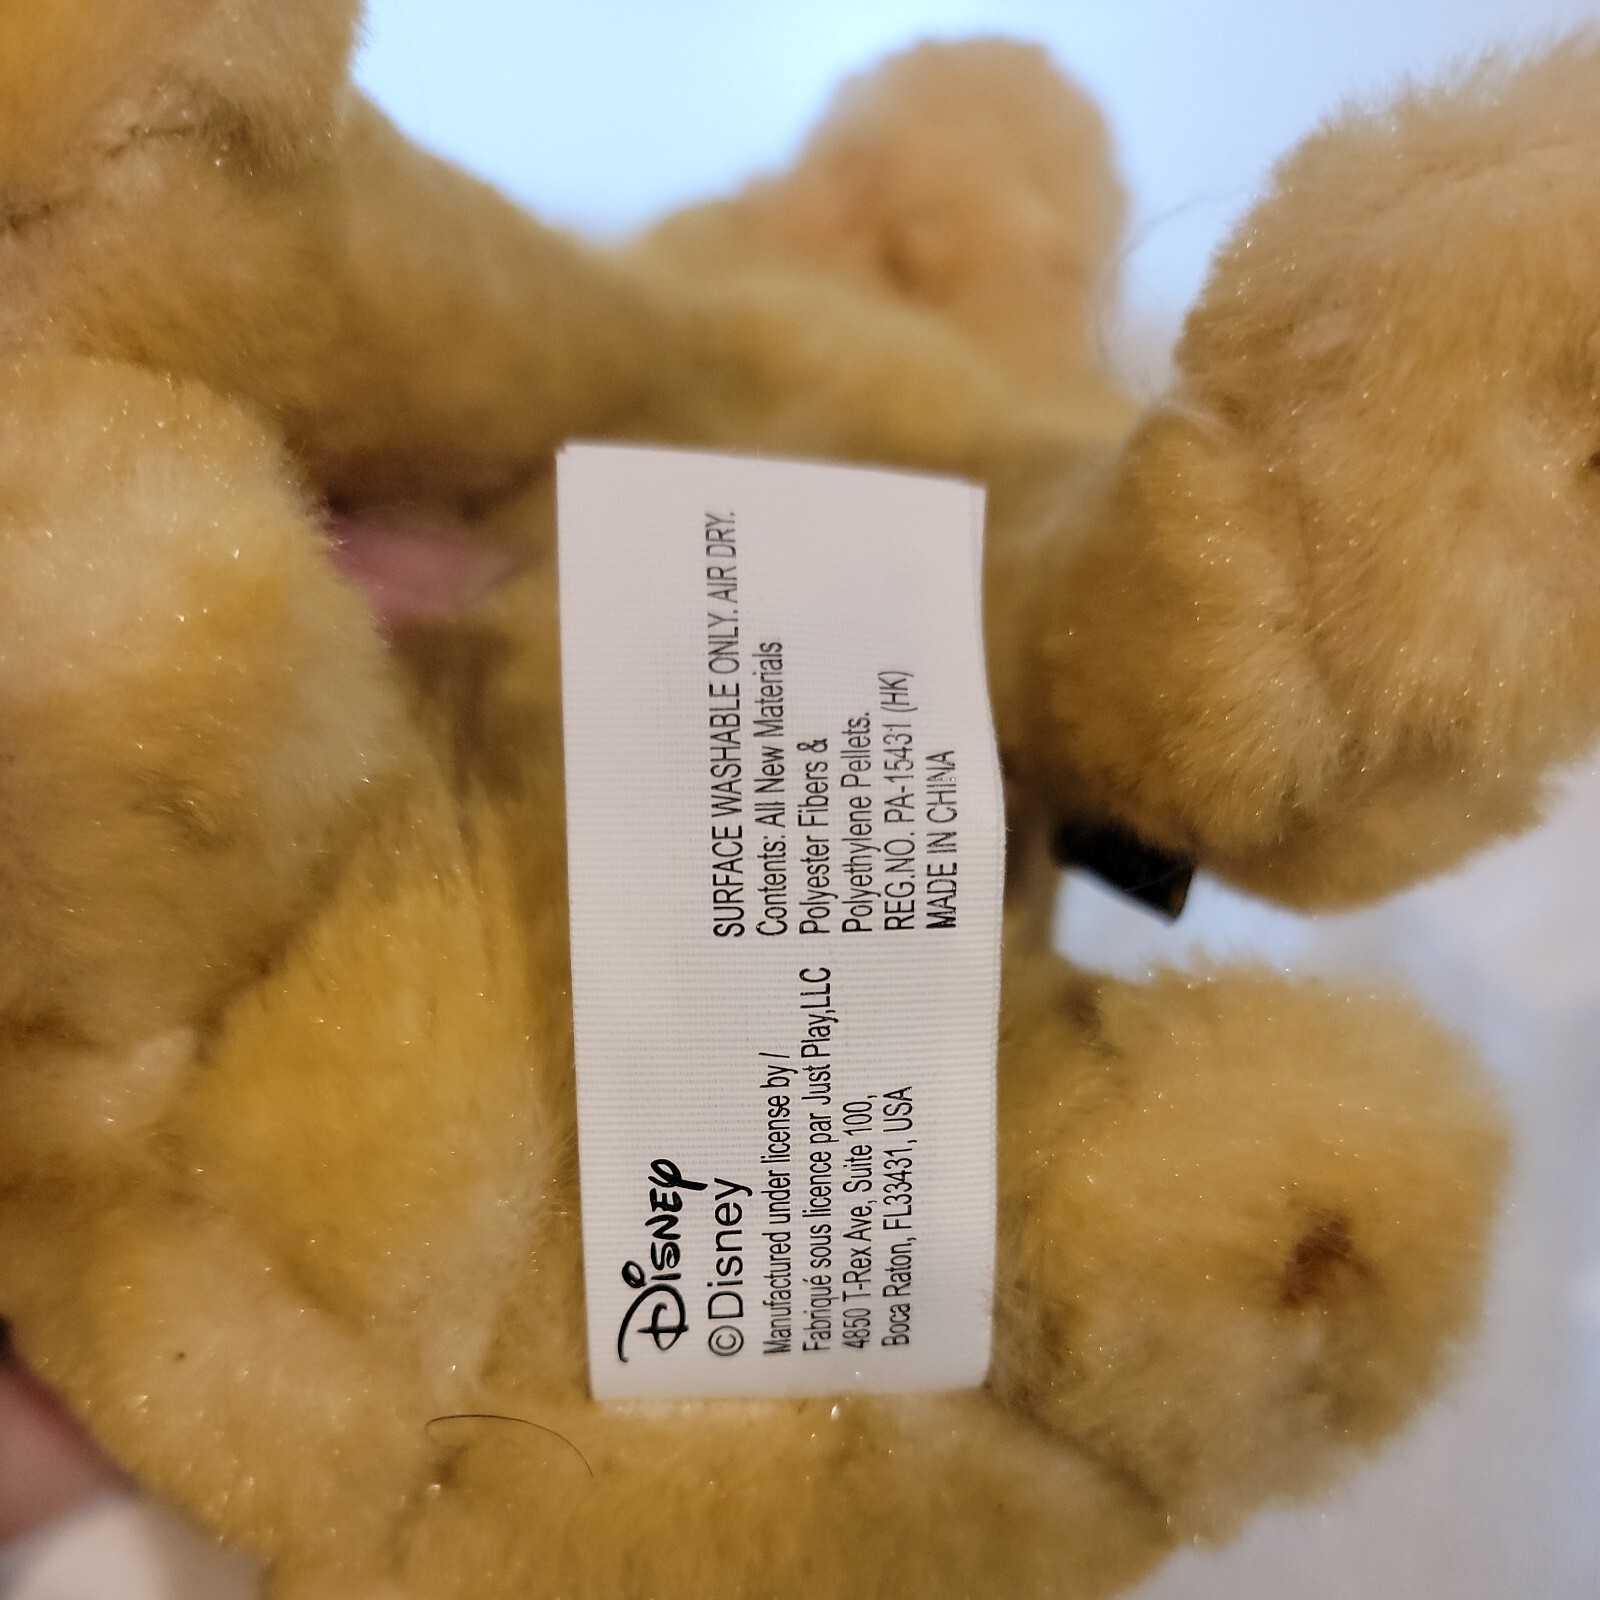 DISNEY
©Disney
Manufactured under license by /
Fabriqué sous licence par Just Play,LLC
4850 T-Rex Ave, Suite 100,
Boca Raton, FL33431, USA
SURFACE WASHABLE ONLY. AIR DRY.
Contents: All New Materials
Polyester Fibers &
Polyethylene Pellets.
REG.NO. PA-15431 (HK)
MADE IN CHINA